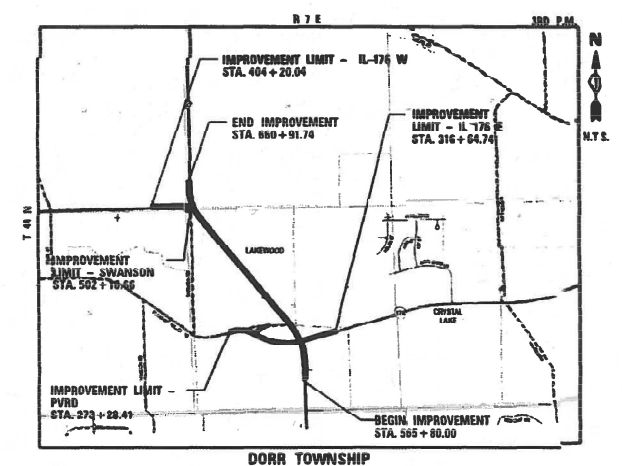 R 7 E
3RD P.M.
IMPROVEMENT LIMIT - IL-176 W
STA. 404+20.04
N
END IMPROVEMENT
STA. 660+91.74
IMPROVEMENT
LIMIT - IL 176 E
STA. 316+64.74
N.T.S.
LAKEWOOD
IMPROVEMENT
LIMIT - SWANSON
STA. 502+10.66
CRYSTAL
LAKE
IMPROVEMENT LIMIT -
PVRD
STA. 273+28.41
BEGIN IMPROVEMENT
STA. 565+80.00
DORR TOWNSHIP